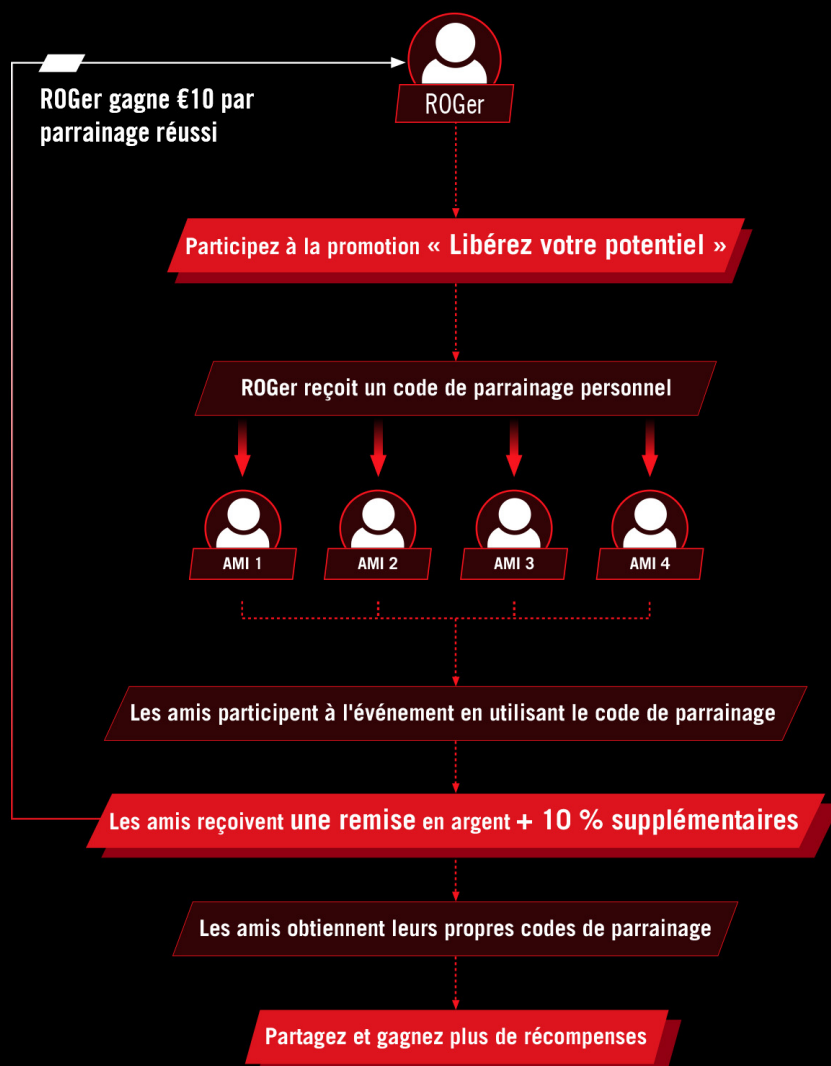 ROGer
ROGer gagne €10 par
parrainage réussi
Participez à la promotion « Libérez votre potentiel »
ROGer reçoit un code de parrainage personnel
AMI 1
AMI 2
AMI 3
AMI 4
Les amis participent à l'événement en utilisant le code de parrainage
Les amis reçoivent une remise en argent + 10 % supplémentaires
Les amis obtiennent leurs propres codes de parrainage
Partagez et gagnez plus de récompenses